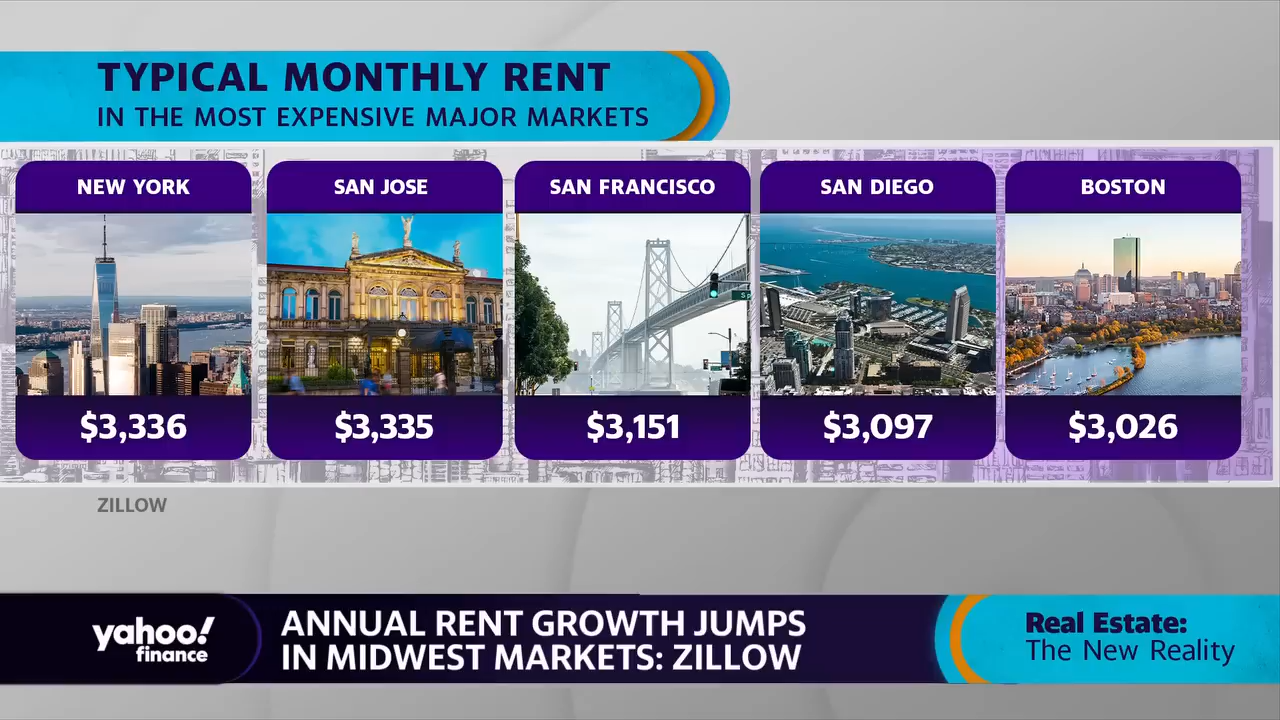 TYPICAL MONTHLY RENT
IN THE MOST EXPENSIVE MAJOR MARKETS
NEW YORK
SAN JOSE
SAN FRANCISCO
SAN DIEGO
BOSTON
$3,336
$3,335
$3,151
$3,097
$3,026
ZILLOW
yahoo!
finance
ANNUAL RENT GROWTH JUMPS
IN MIDWEST MARKETS: ZILLOW
Real Estate:
The New Reality